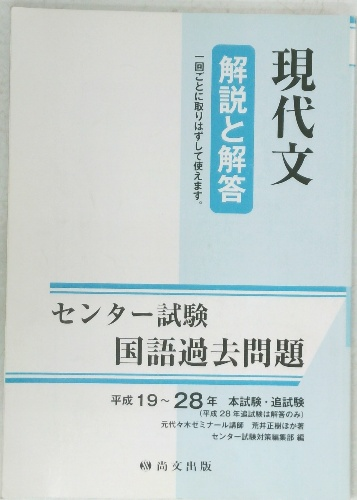 現代文
解説と解答
一回ごとに取りはずして使えます。
センター試験
国語過去問題
平成19～28年 本試験・追試験
(平成28年追試験は解答のみ)
元代々木ゼミナール講師 荒井正樹ほか著
センター試験対策編集部 編
尚文出版